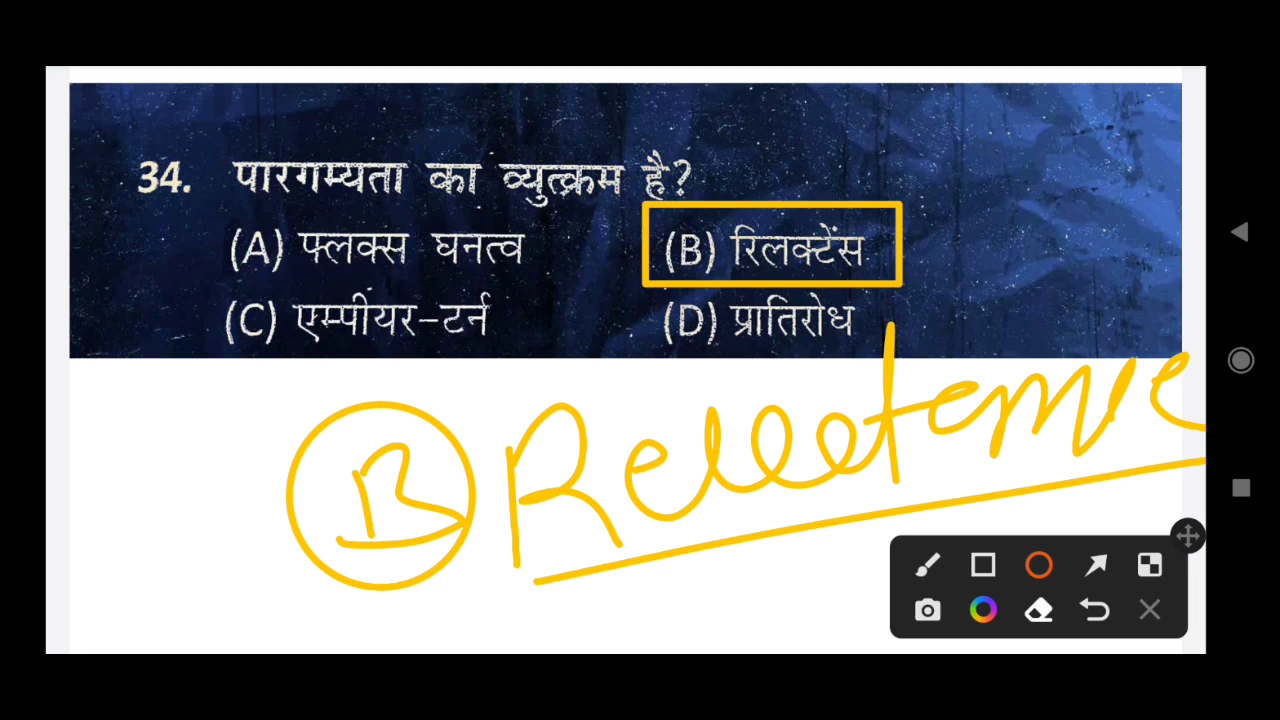 34. पारगम्यता का व्युत्क्रम है?
(A) फ्लक्स घनत्व (B) रिलक्टेंस
(C) एम्पीयर-टर्न (D) प्रातिरोध
B